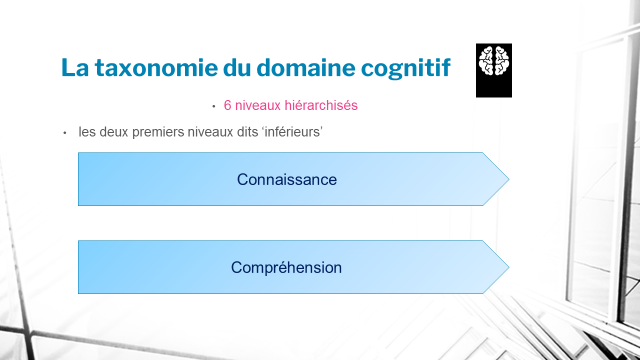 La taxonomie du domaine cognitif
• 6 niveaux hiérarchisés
• les deux premiers niveaux dits ‘inférieurs’
Connaissance
Compréhension